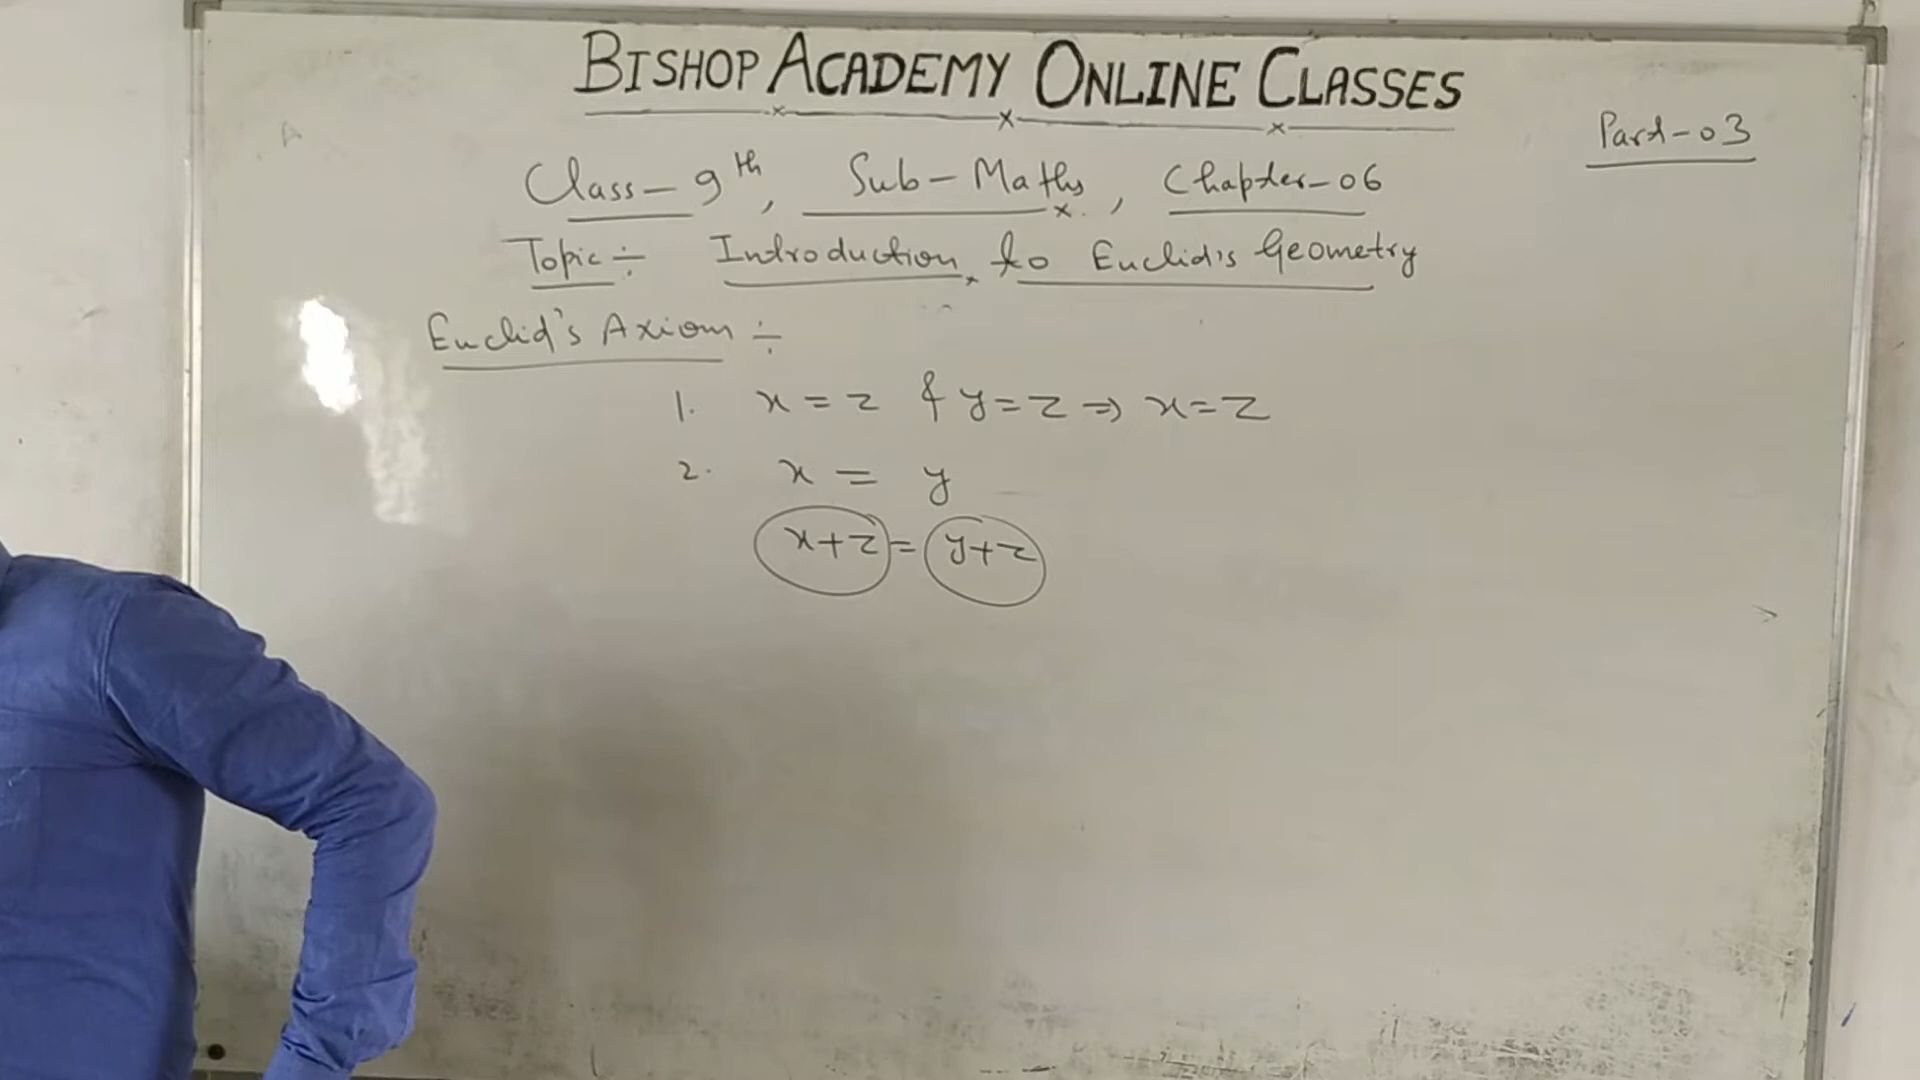 BISHOP ACADEMY ONLINE CLASSES
Part-03
Class-9th, Sub-Maths, Chapter-06
Topic÷ Introduction to Euclid's Geometry
Euclid's Axiom÷
1. x = z & y = z ⇒ x = z
2. x = y
x+z = y+z